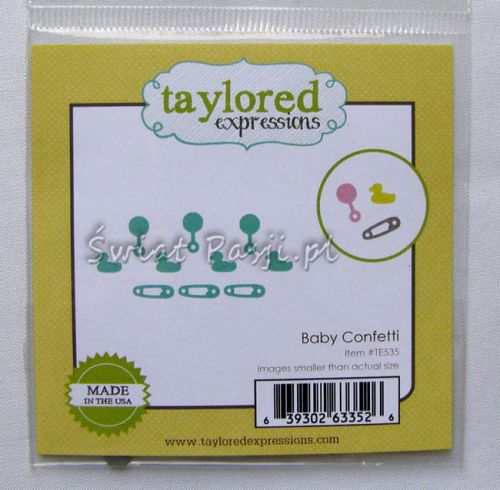 taylored
expressions
Świat Pasji.pl
Baby Confetti
Item #TE535
Images smaller than actual size
MADE
IN THE USA
6 39302 63352 6
www.tayloredexpressions.com